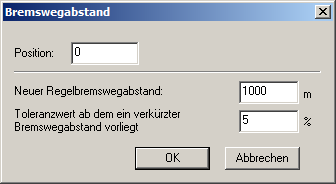 Bremswegabstand
Position: 0
Neuer Regelbremswegabstand: 1000 m
Toleranzwert ab dem ein verkürzter
Bremswegabstand vorliegt 5 %
OK Abbrechen